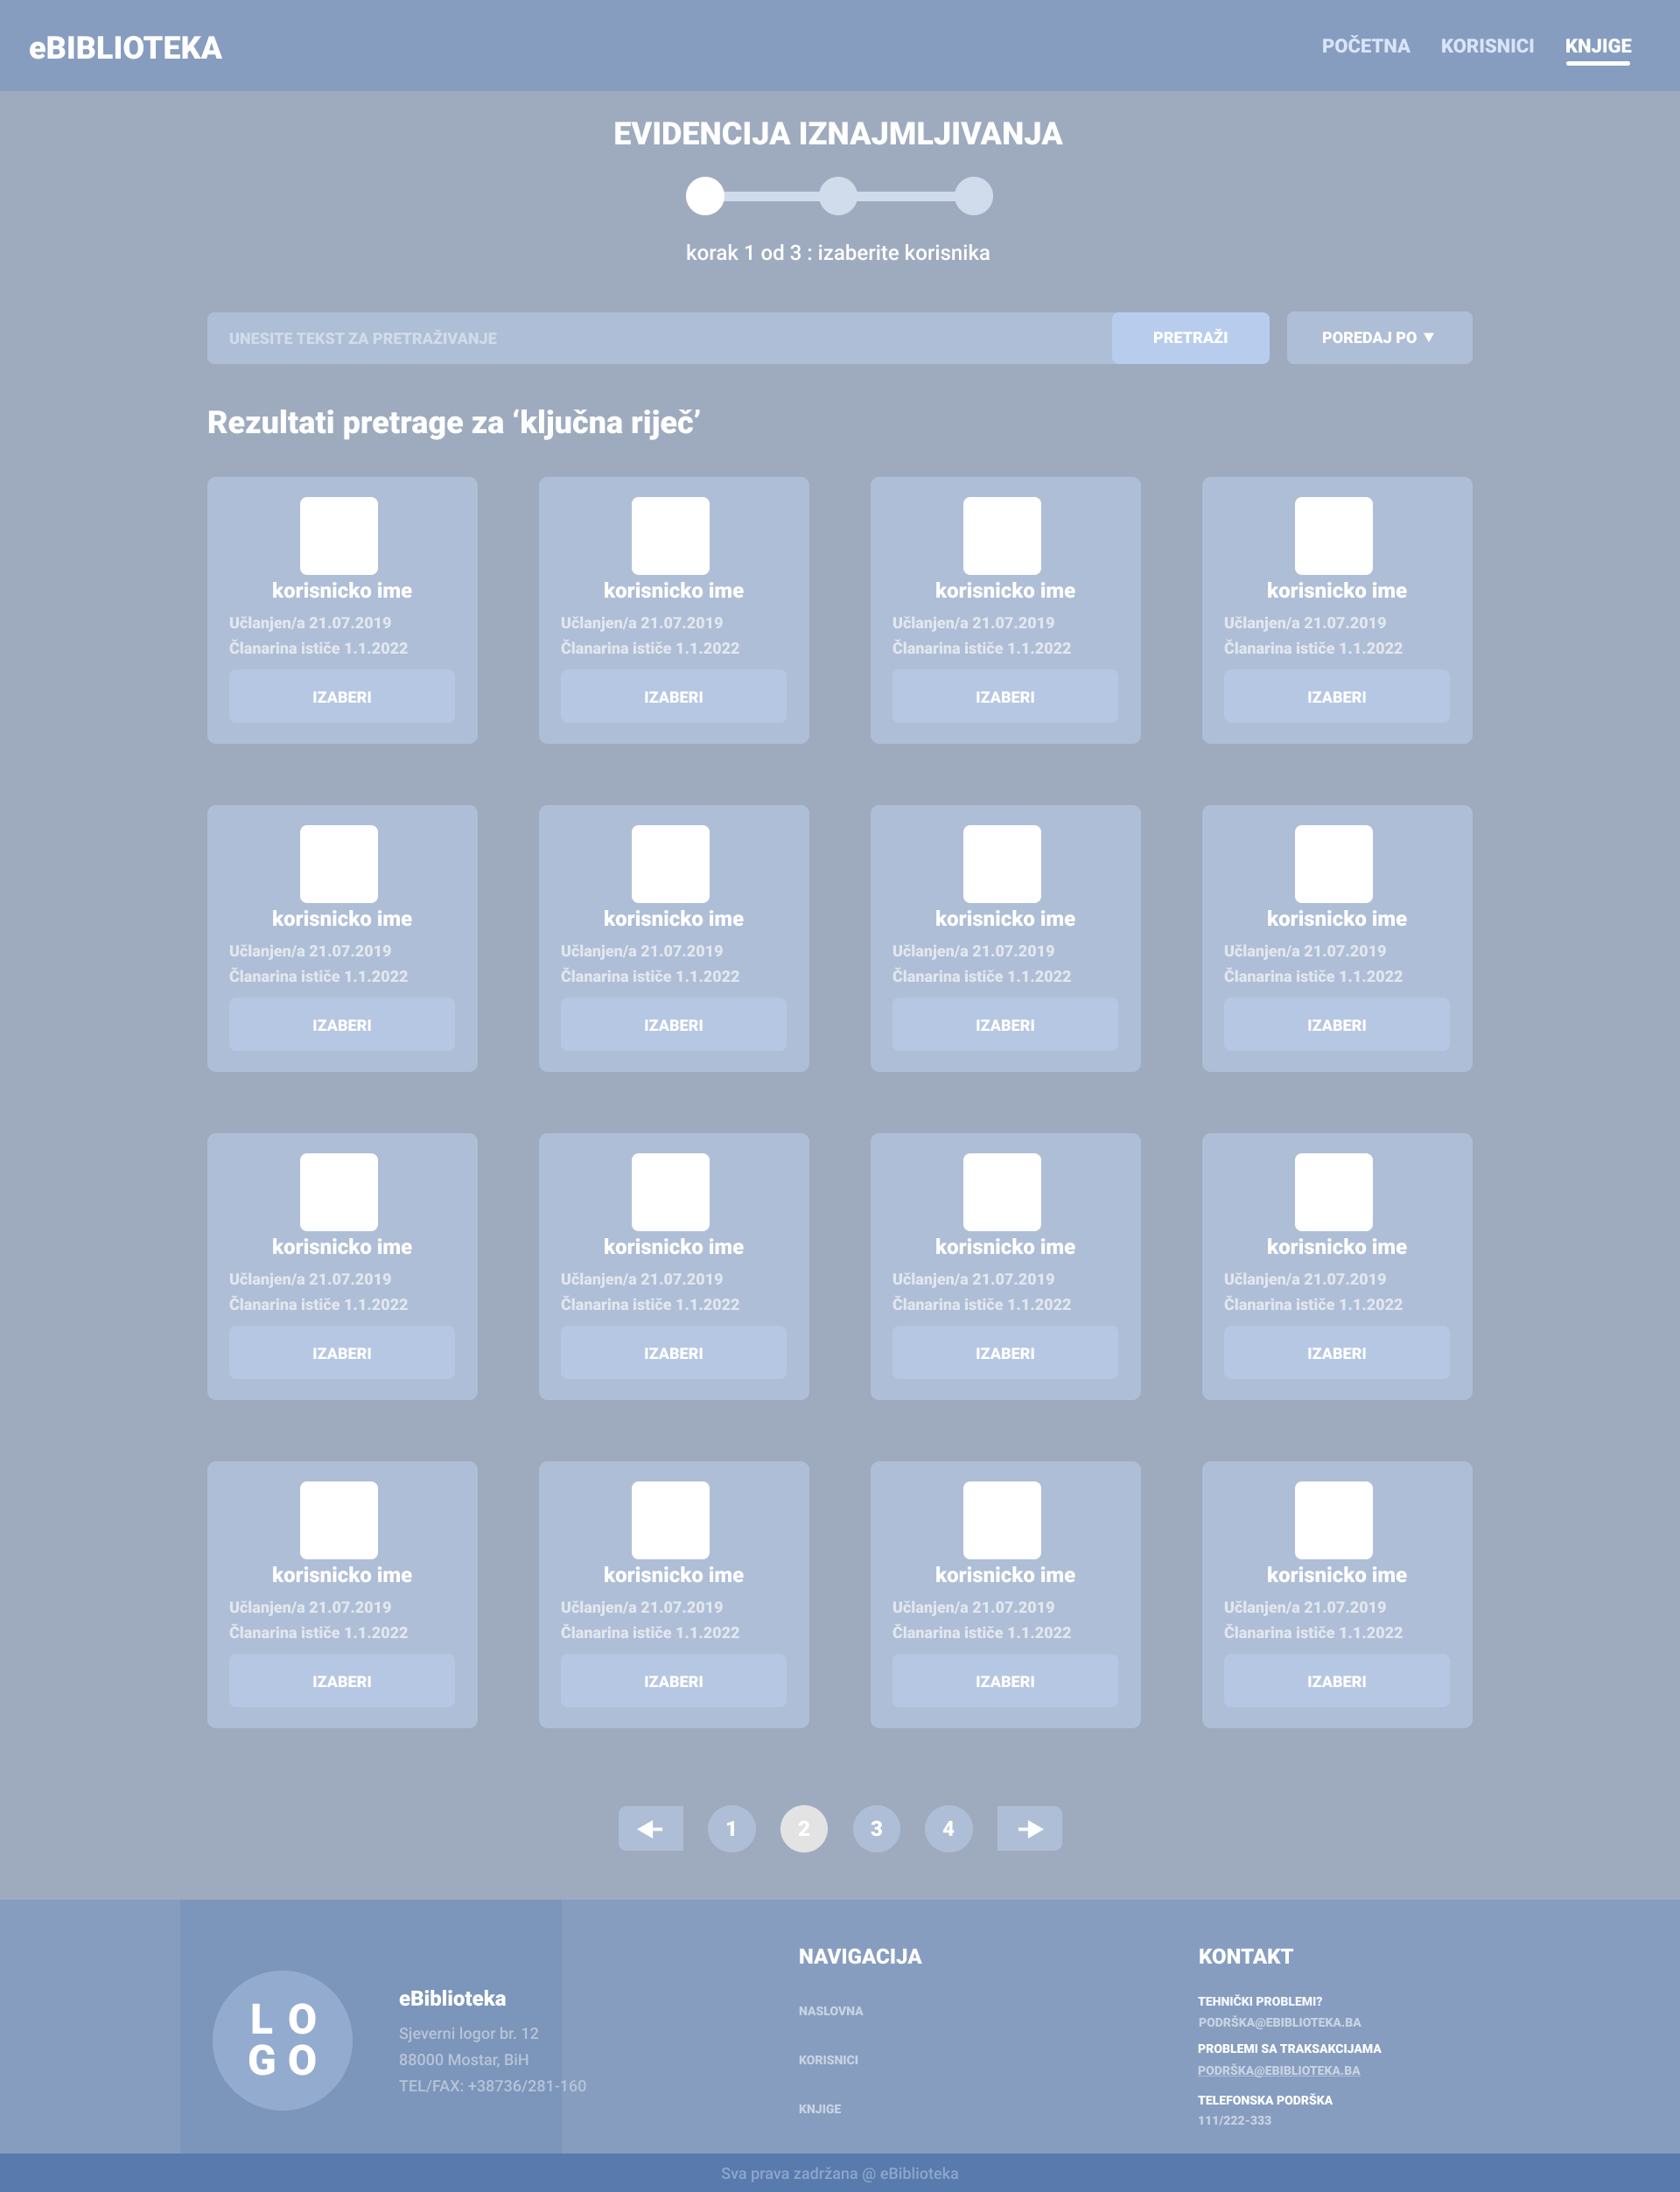 eBIBLIOTEKA
POČETNA KORISNICI KNJIGE
EVIDENCIJA IZNAJMLJIVANJA
korak 1 od 3 : izaberite korisnika
UNESITE TEKST ZA PRETRAŽIVANJE PRETRAŽI POREDAJ PO
Rezultati pretrage za ‘ključna riječ’
korisnicko ime korisnicko ime korisnicko ime korisnicko ime
Učlanjen/a 21.07.2019 Učlanjen/a 21.07.2019 Učlanjen/a 21.07.2019 Učlanjen/a 21.07.2019
Članarina ističe 1.1.2022 Članarina ističe 1.1.2022 Članarina ističe 1.1.2022 Članarina ističe 1.1.2022
IZABERI IZABERI IZABERI IZABERI
korisnicko ime korisnicko ime korisnicko ime korisnicko ime
Učlanjen/a 21.07.2019 Učlanjen/a 21.07.2019 Učlanjen/a 21.07.2019 Učlanjen/a 21.07.2019
Članarina ističe 1.1.2022 Članarina ističe 1.1.2022 Članarina ističe 1.1.2022 Članarina ističe 1.1.2022
IZABERI IZABERI IZABERI IZABERI
korisnicko ime korisnicko ime korisnicko ime korisnicko ime
Učlanjen/a 21.07.2019 Učlanjen/a 21.07.2019 Učlanjen/a 21.07.2019 Učlanjen/a 21.07.2019
Članarina ističe 1.1.2022 Članarina ističe 1.1.2022 Članarina ističe 1.1.2022 Članarina ističe 1.1.2022
IZABERI IZABERI IZABERI IZABERI
korisnicko ime korisnicko ime korisnicko ime korisnicko ime
Učlanjen/a 21.07.2019 Učlanjen/a 21.07.2019 Učlanjen/a 21.07.2019 Učlanjen/a 21.07.2019
Članarina ističe 1.1.2022 Članarina ističe 1.1.2022 Članarina ističe 1.1.2022 Članarina ističe 1.1.2022
IZABERI IZABERI IZABERI IZABERI
1 2 3 4
L O
G O
eBiblioteka
Sjeverni logor br. 12
88000 Mostar, BiH
TEL/FAX: +38736/281-160
NAVIGACIJA
NASLOVNA
KORISNICI
KNJIGE
KONTAKT
TEHNIČKI PROBLEMI?
PODRŠKA@EBIBLIOTEKA.BA
PROBLEMI SA TRAKSAKCIJAMA
PODRŠKA@EBIBLIOTEKA.BA
TELEFONSKA PODRŠKA
111/222-333
Sva prava zadržana @ eBiblioteka